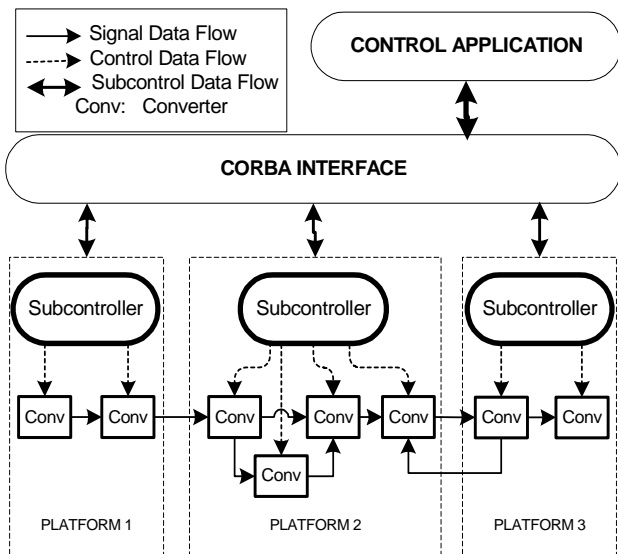 Signal Data Flow
Control Data Flow
Subcontrol Data Flow
Conv: Converter
CONTROL APPLICATION
CORBA INTERFACE
Subcontroller
Subcontroller
Subcontroller
Conv
Conv
Conv
Conv
Conv
Conv
Conv
Conv
PLATFORM 1
PLATFORM 2
PLATFORM 3